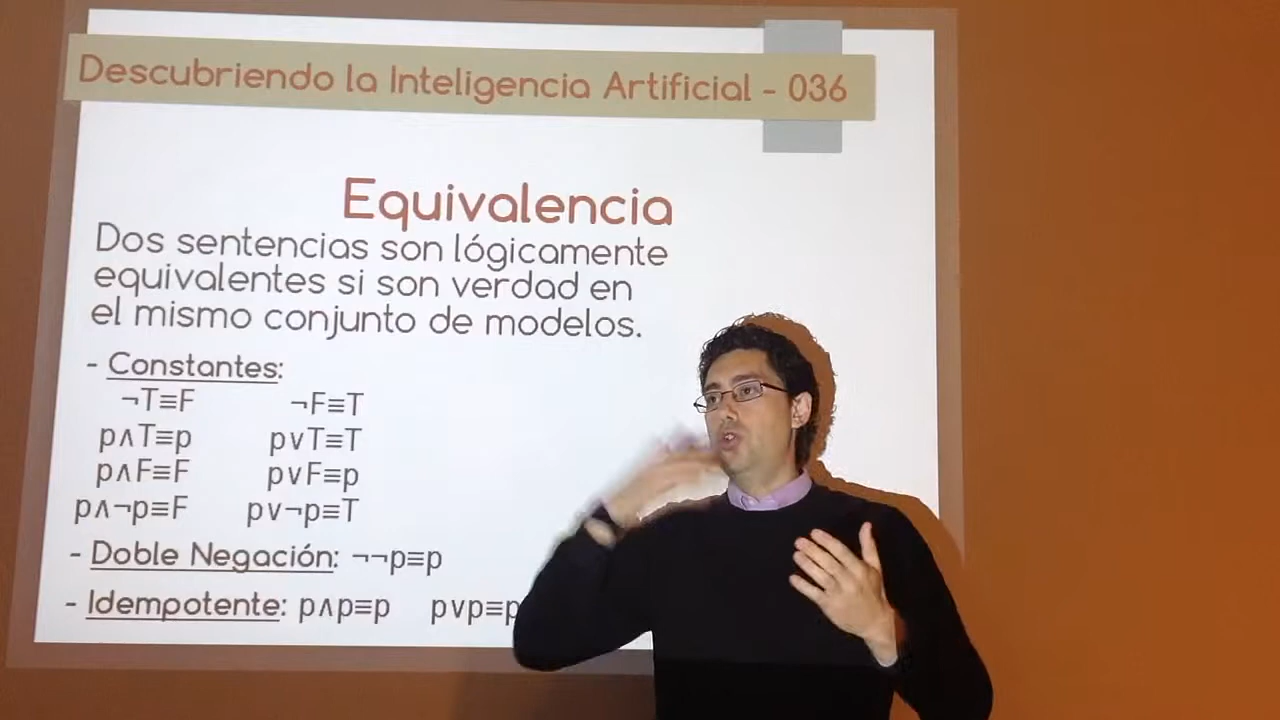 Descubriendo la Inteligencia Artificial - 036
Equivalencia
Dos sentencias son lógicamente
equivalentes si son verdad en
el mismo conjunto de modelos.
- Constantes:
¬T≡F ¬F≡T
p∧T≡p p∨T≡T
p∧F≡F p∨F≡p
p∧¬p≡F p∨¬p≡T
- Doble Negación: ¬¬p≡p
- Idempotente: p∧p≡p p∨p≡p